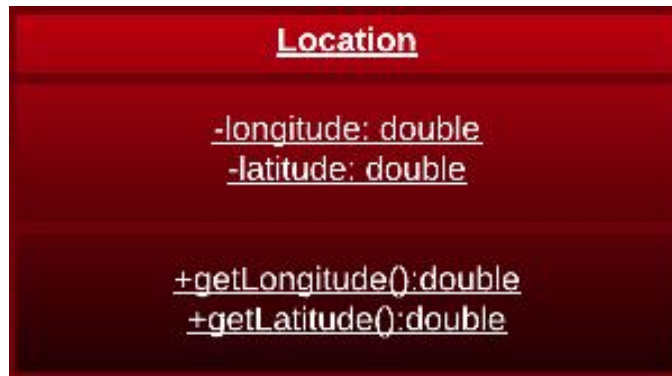 Location
-longitude: double
-latitude: double
+getLongitude():double
+getLatitude():double